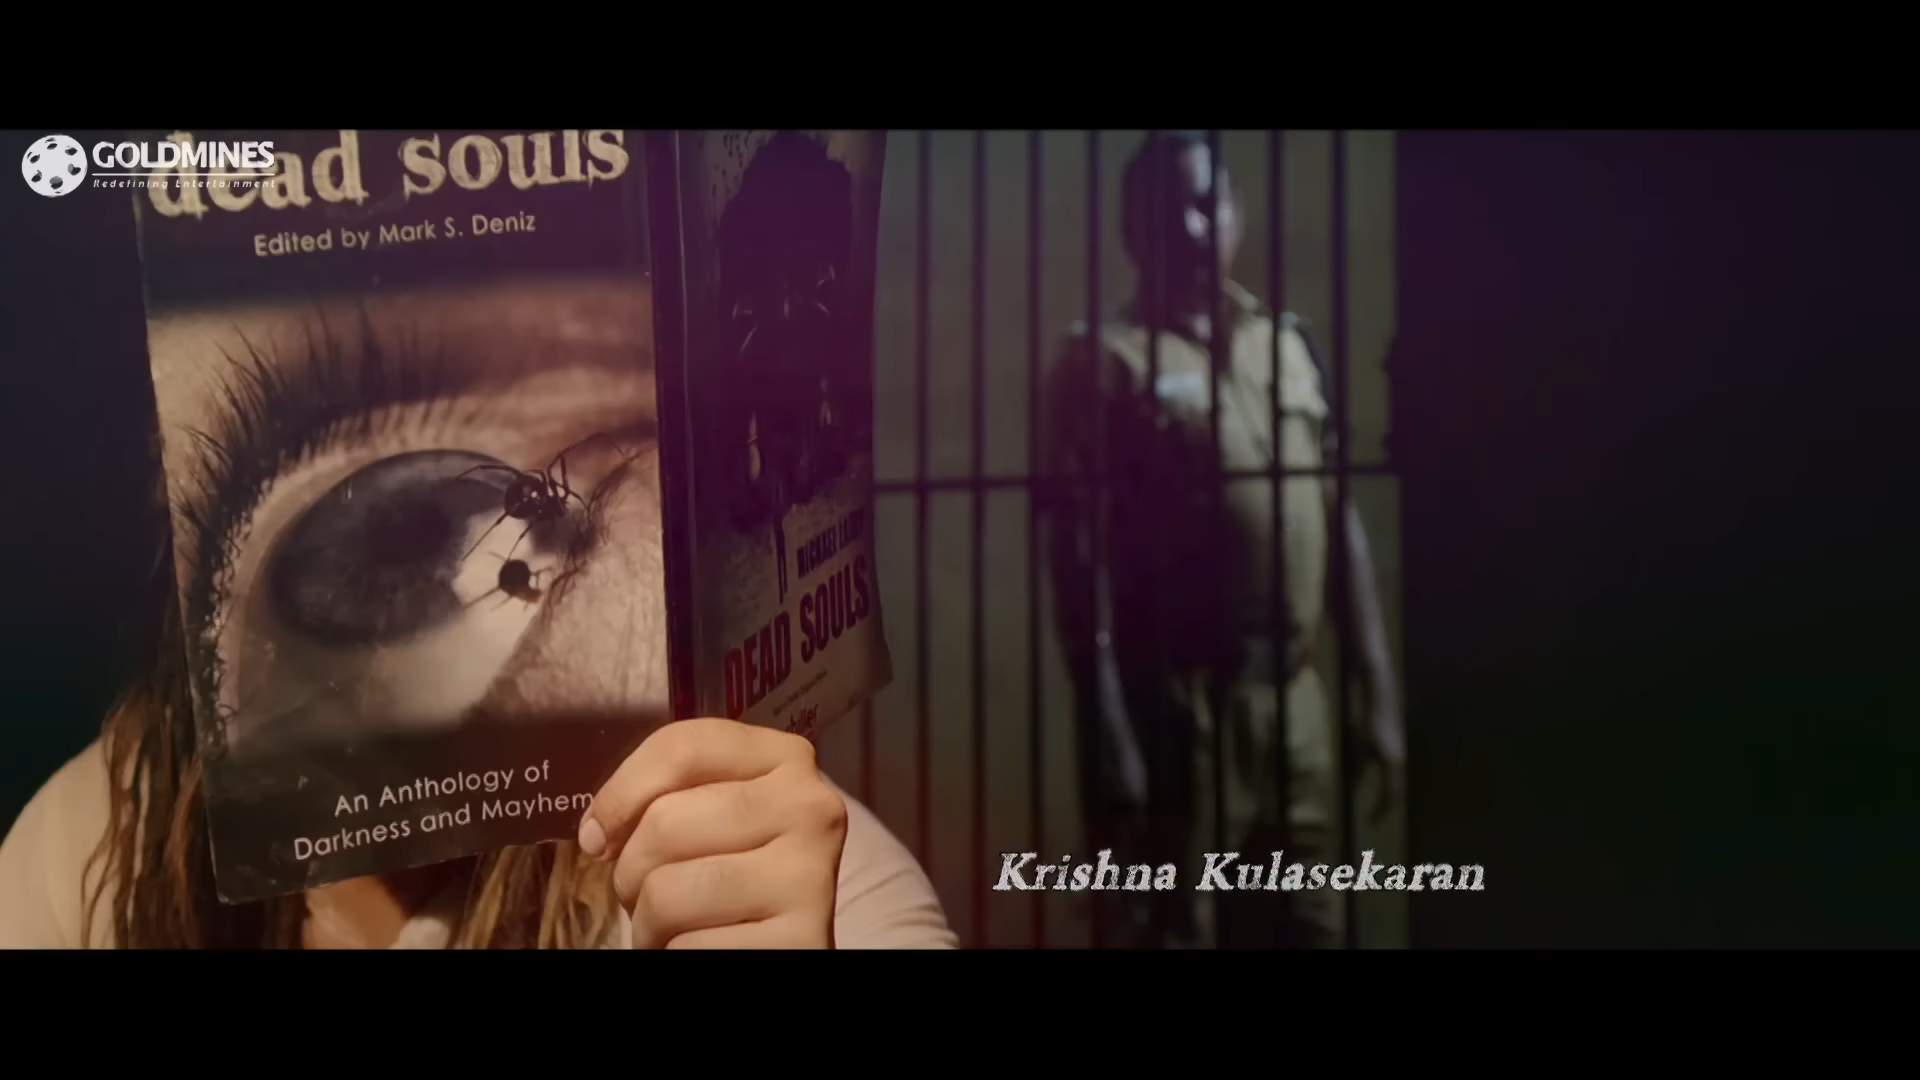 GOLDMINES
Redefining Entertainment
dead souls
Edited by Mark S. Deniz
An Anthology of
Darkness and Mayhem
DEAD SOULS
Krishna Kulasekaran